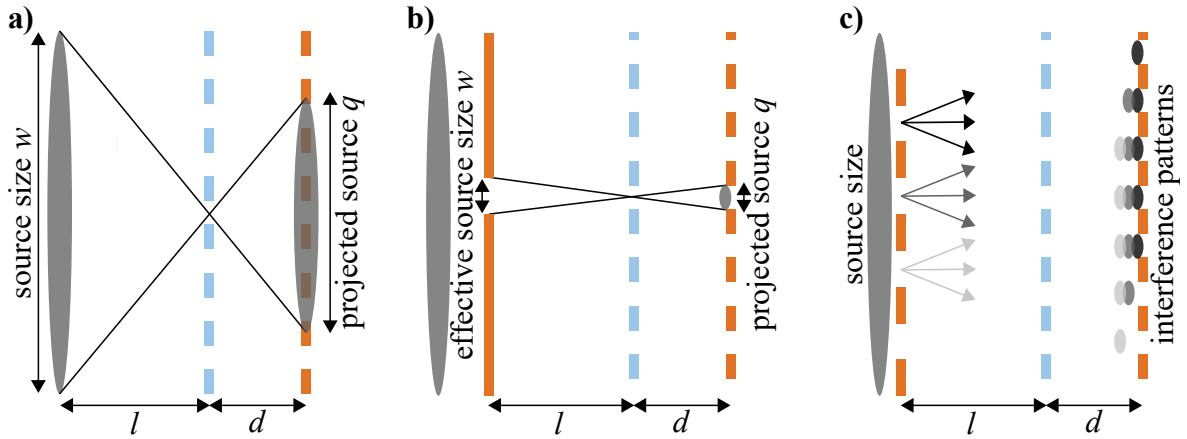 a)
source size w
projected source q
l
d
b)
effective source size w
projected source q
l
d
c)
source size
interference patterns
l
d